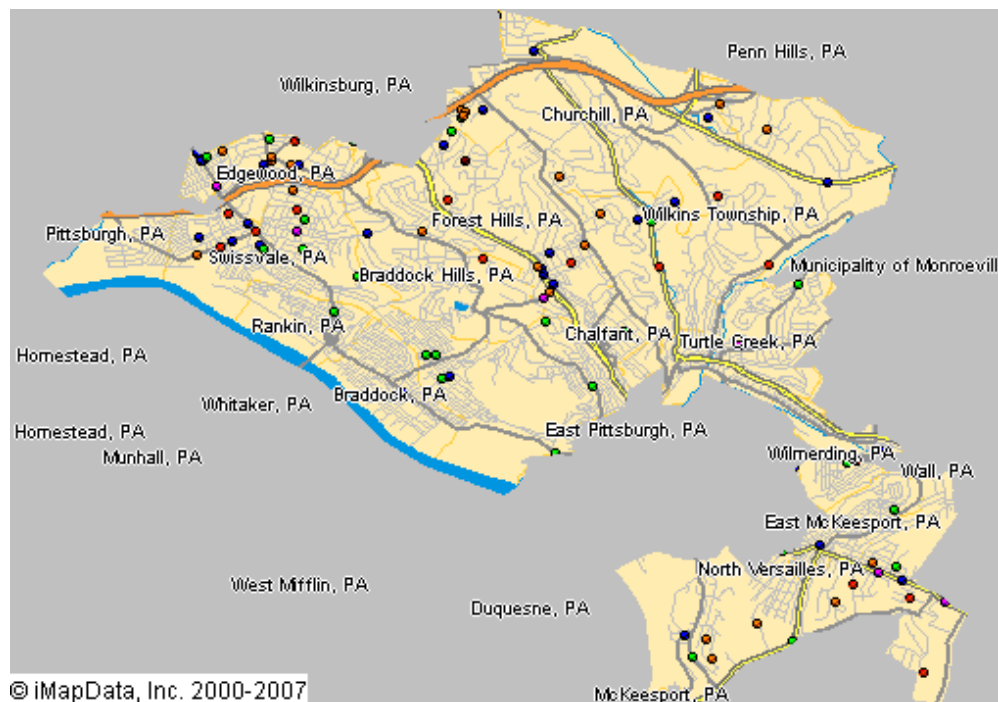 Penn Hills, PA
Wilkinsburg, PA
Churchill, PA
Edgewood, PA
Forest Hills, PA
Wilkins Township, PA
Pittsburgh, PA
Swissvale, PA
Braddock Hills, PA
Municipality of Monroevill
Rankin, PA
Chalfant, PA
Turtle Creek, PA
Homestead, PA
Braddock, PA
Whitaker, PA
Homestead, PA
East Pittsburgh, PA
Munhall, PA
Wilmerding, PA
Wall, PA
East McKeesport, PA
North Versailles, PA
West Mifflin, PA
Duquesne, PA
McKeesport, PA
© iMapData, Inc. 2000-2007